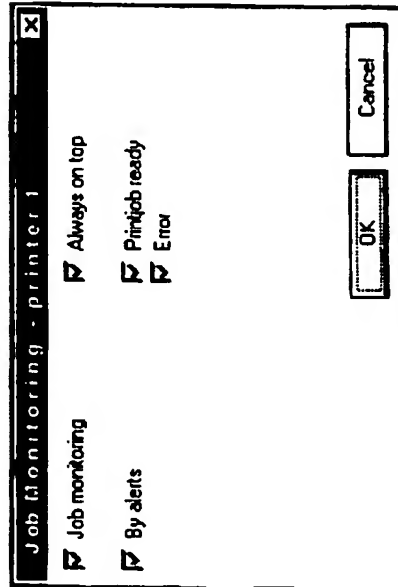 Job Monitoring - printer 1
Job monitoring
Always on top
By alerts
Printjob ready
Error
OK
Cancel